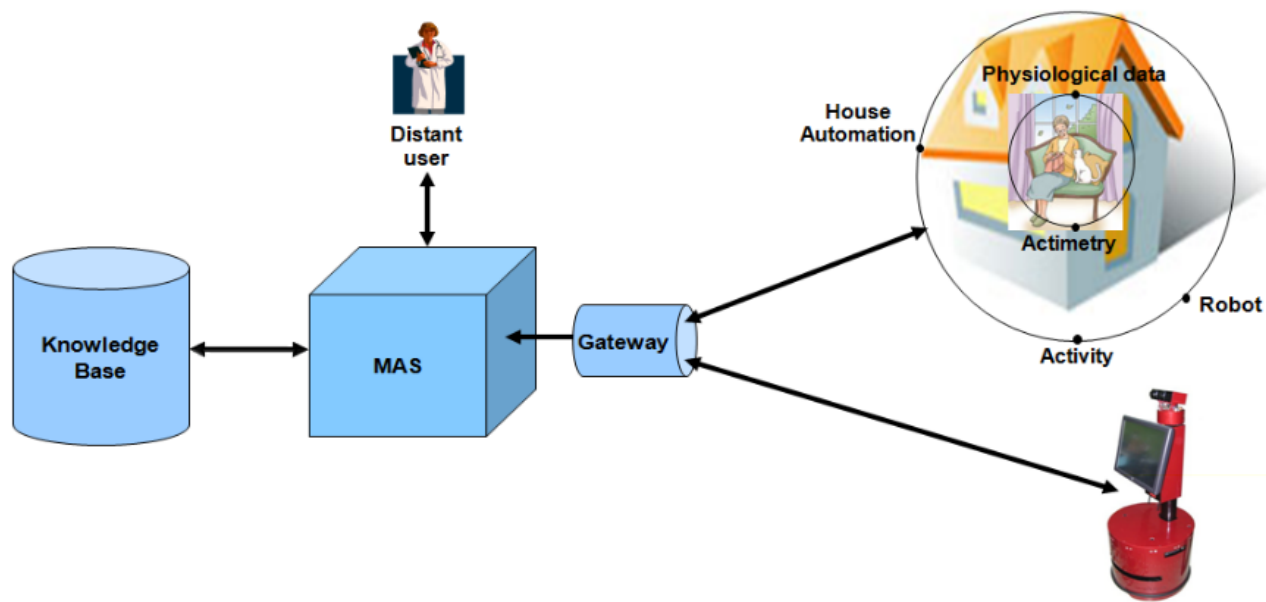 Physiological data
House
Automation
Distant
user
Actimetry
Robot
Knowledge
Base
MAS
Gateway
Activity